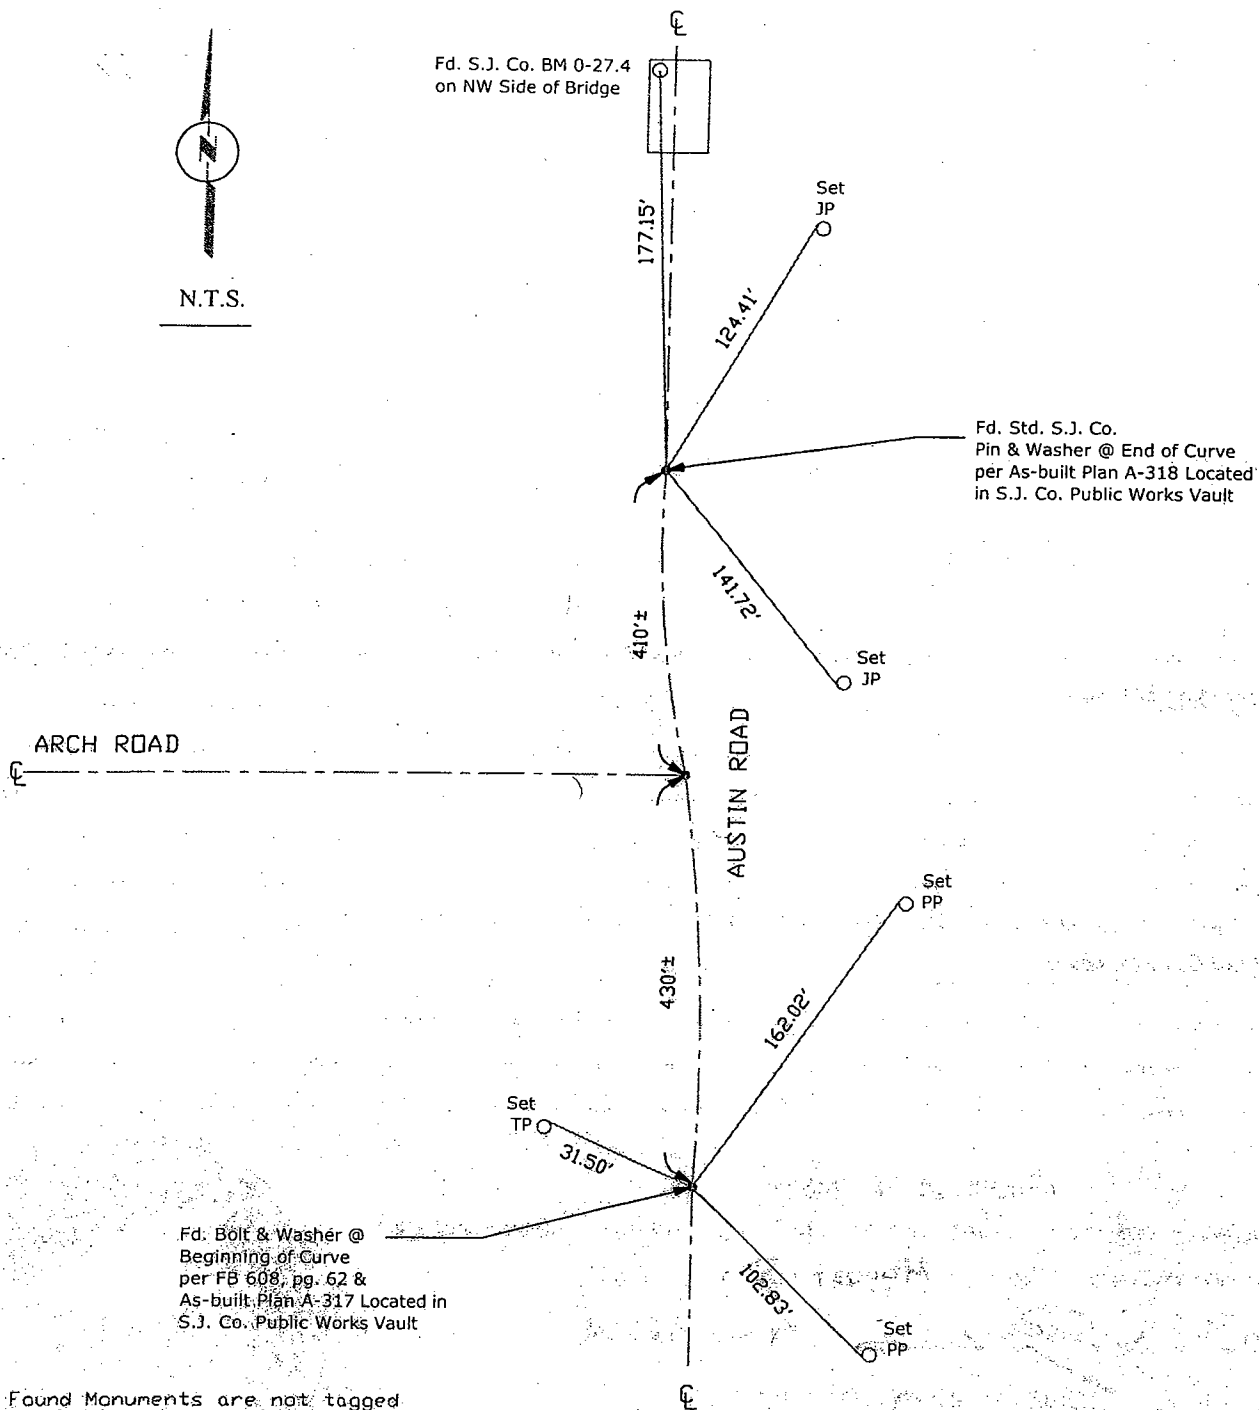 ℄
Fd. S.J. Co. BM 0-27.4
on NW Side of Bridge
N
N.T.S.
177.15'
Set
JP
124.41'
Fd. Std. S.J. Co.
Pin & Washer @ End of Curve
per As-built Plan A-318 Located
in S.J. Co. Public Works Vault
141.72'
410'±
Set
JP
ARCH ROAD
℄
AUSTIN ROAD
Set
PP
430'±
162.02'
Set
TP
31.50'
Fd. Bolt & Washer @
Beginning of Curve
per FB 608, pg. 62 &
As-built Plan A-317 Located in
S.J. Co. Public Works Vault
102.83'
Set
PP
℄
Found Monuments are not tagged